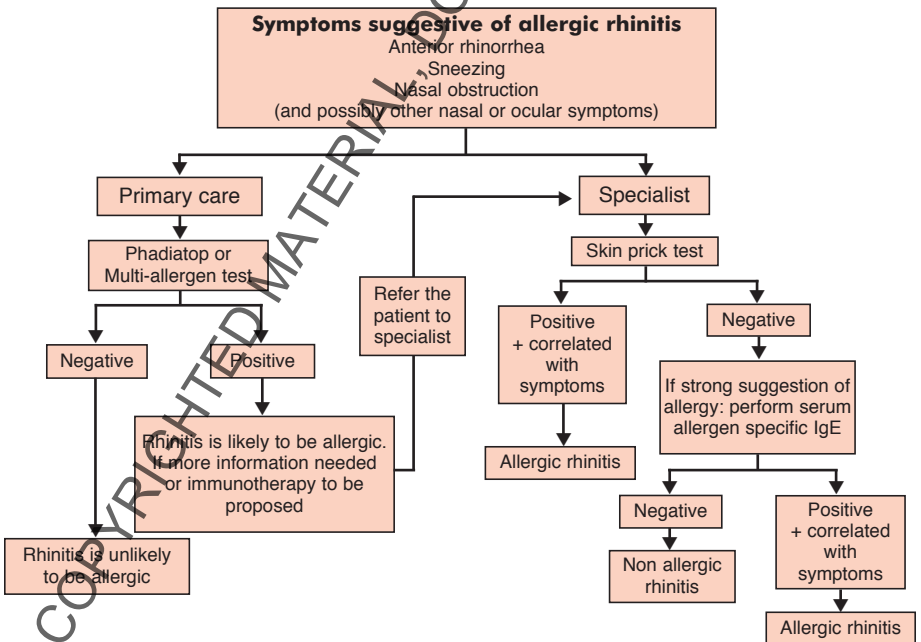 Symptoms suggestive of allergic rhinitis
Anterior rhinorrhea
Sneezing
Nasal obstruction
(and possibly other nasal or ocular symptoms)
Primary care
Specialist
Phadiatop or
Multi-allergen test
Skin prick test
Refer the
patient to
specialist
Negative
Positive
Positive
+ correlated
with
symptoms
Negative
Rhinitis is likely to be allergic.
If more information needed
or immunotherapy to be
proposed
If strong suggestion of
allergy: perform serum
allergen specific IgE
Allergic rhinitis
Rhinitis is unlikely
to be allergic
Negative
Positive
+ correlated
with
symptoms
Non allergic
rhinitis
Allergic rhinitis
COPYRIGHTED MATERIAL,